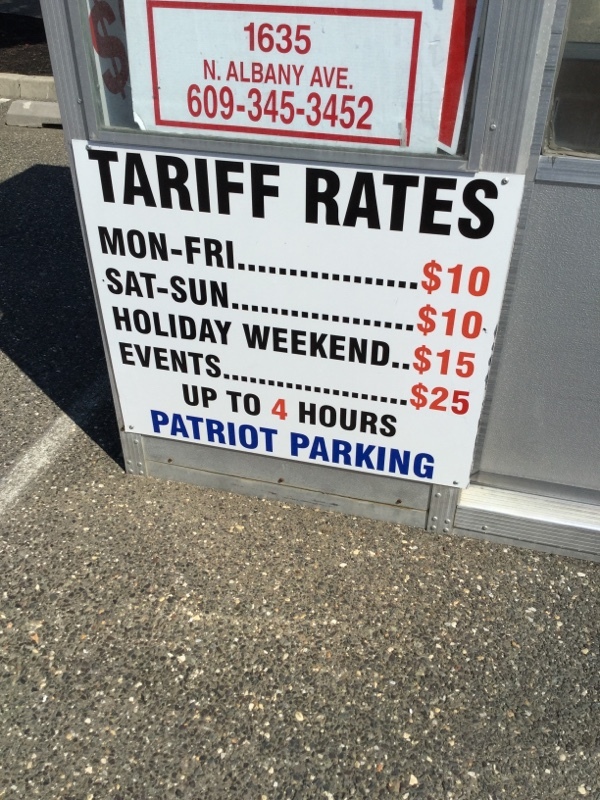 $
1635
N. ALBANY AVE.
609-345-3452
TARIFF RATES
MON-FRI.................$10
SAT-SUN.................$10
HOLIDAY WEEKEND..$15
EVENTS....................$25
UP TO 4 HOURS
PATRIOT PARKING